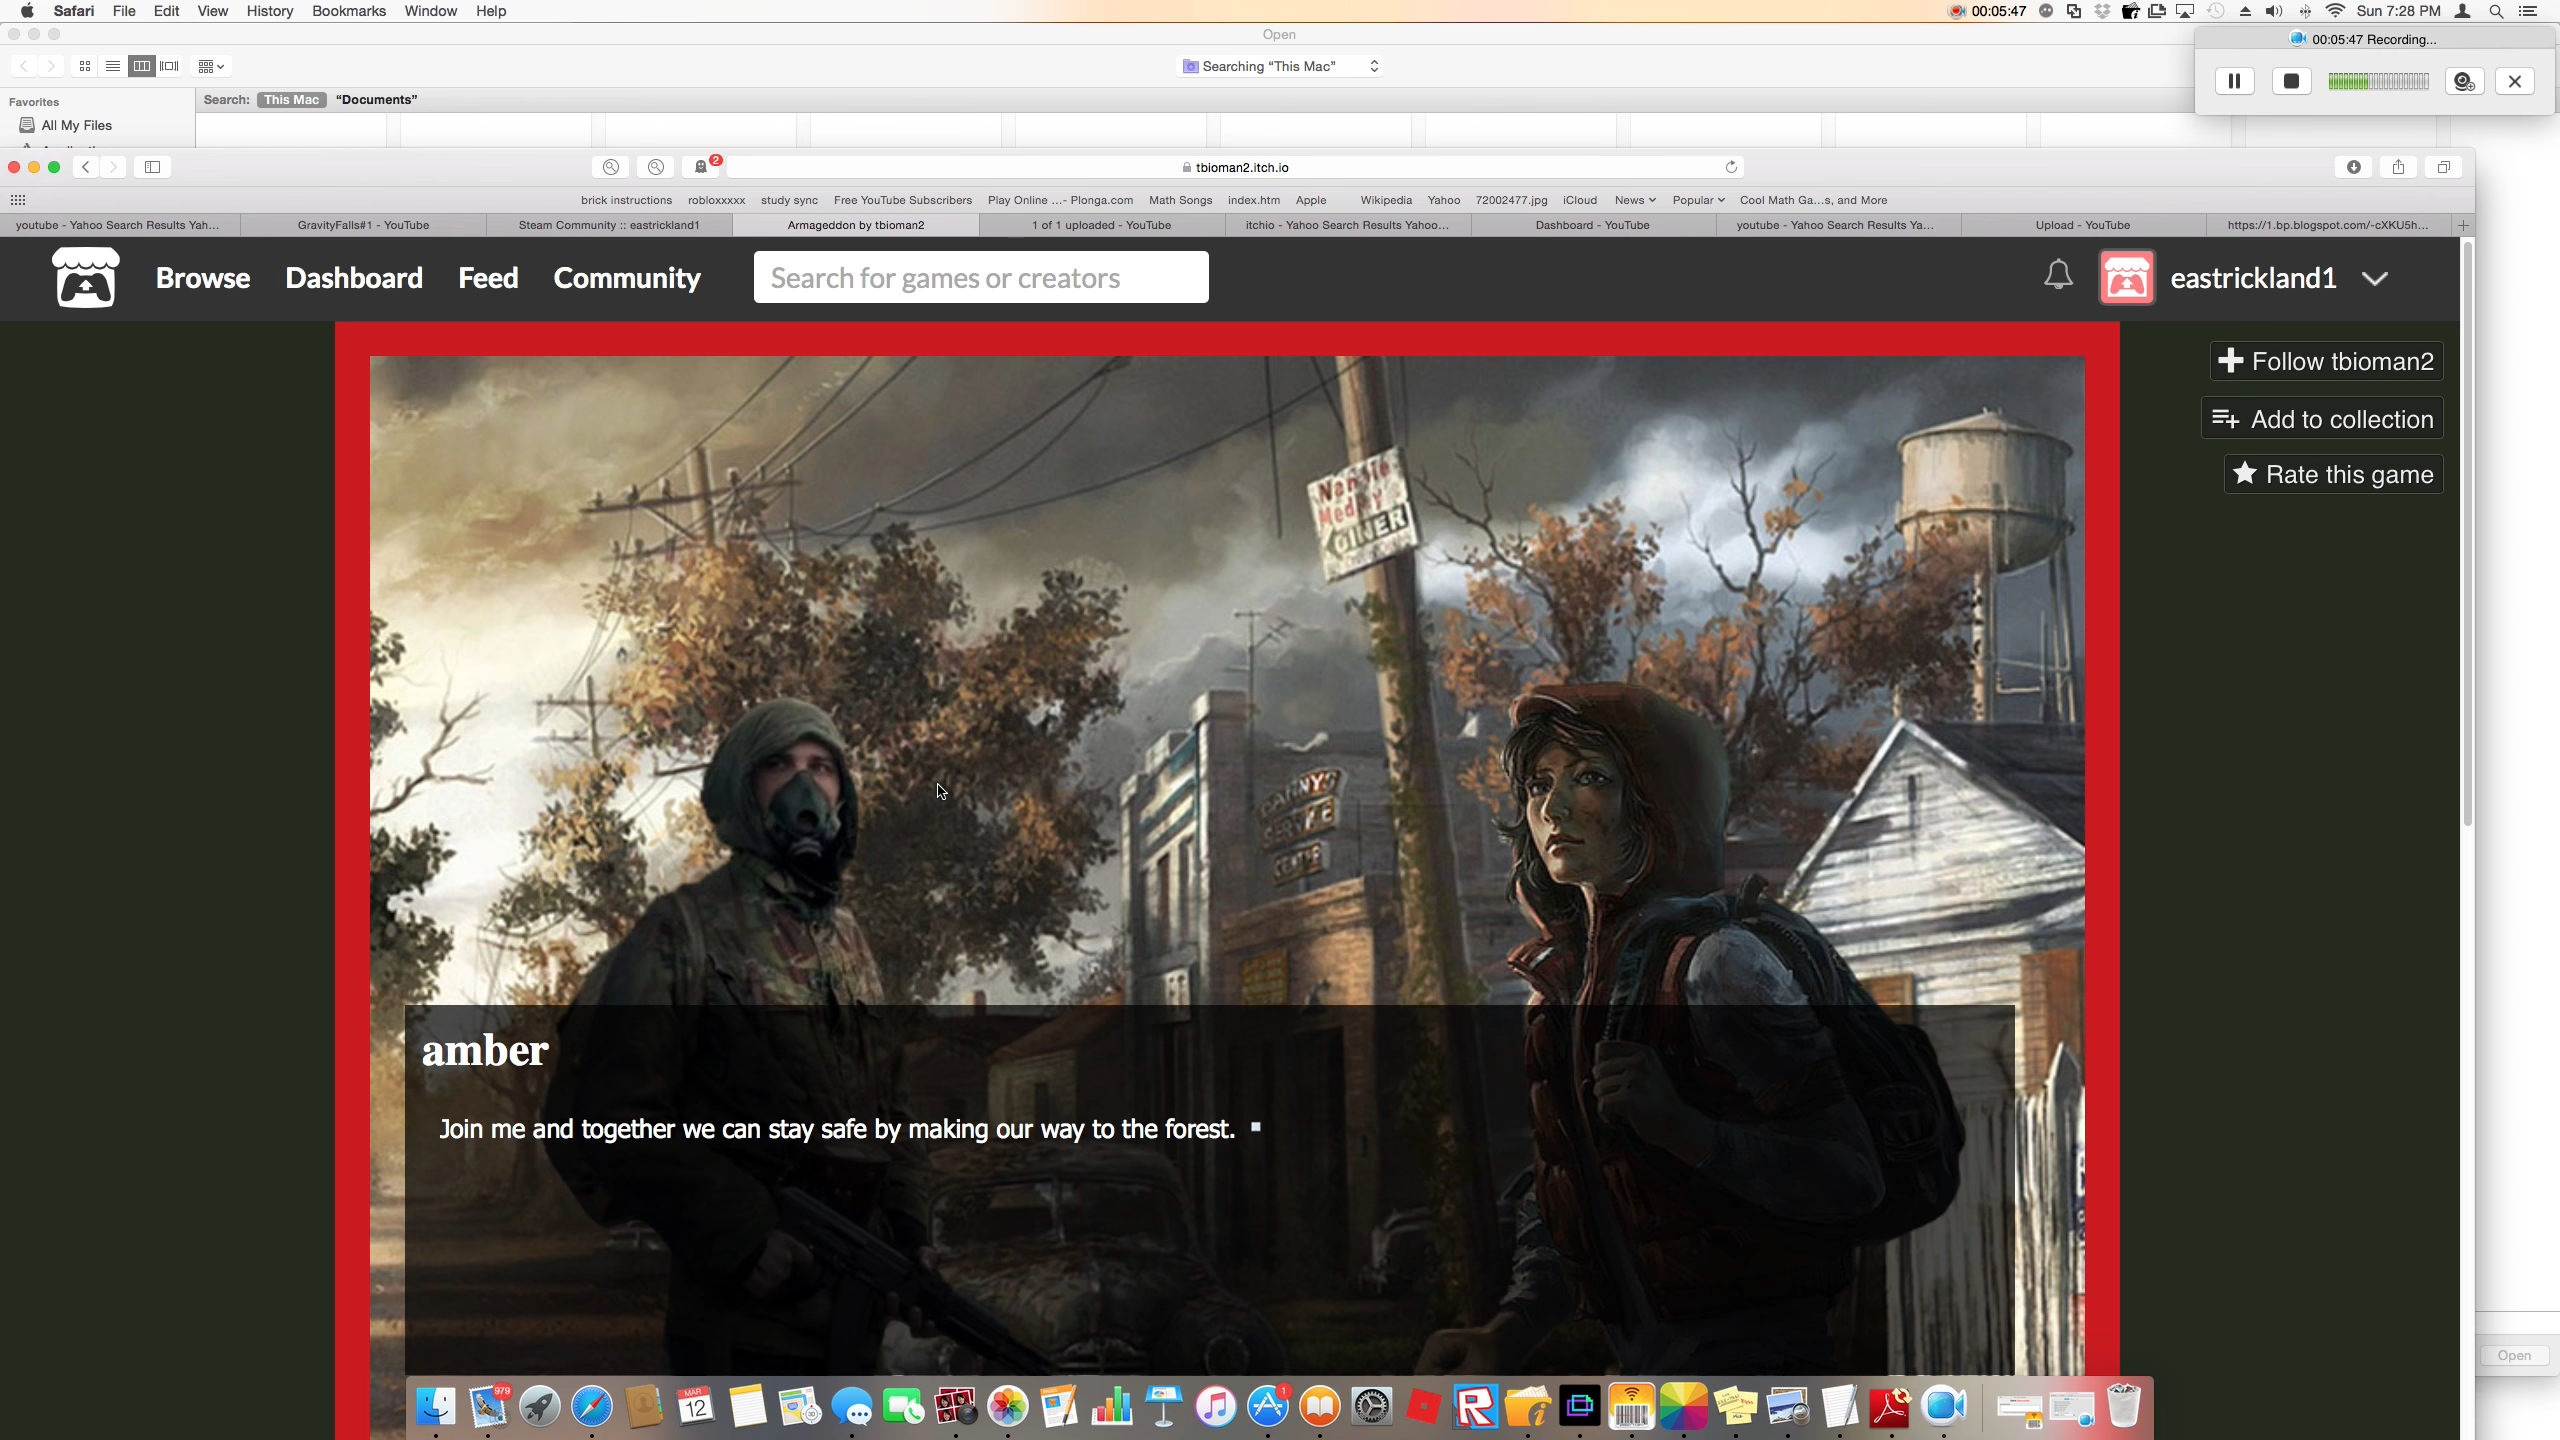 Safari File Edit View History Bookmarks Window Help
00:05:47 Sun 7:28 PM
Open
00:05:47 Recording...
Searching “This Mac”
Favorites
Search: This Mac “Documents”
All My Files
2
tbioman2.itch.io
brick instructions robloxxxxx study sync Free YouTube Subscribers Play Online ...- Plonga.com Math Songs index.htm Apple Wikipedia Yahoo 72002477.jpg iCloud News Popular Cool Math Ga...s, and More
youtube - Yahoo Search Results Yah... GravityFalls#1 - YouTube Steam Community :: eastrickland1 Armageddon by tbioman2 1 of 1 uploaded - YouTube itchio - Yahoo Search Results Yahoo... Dashboard - YouTube youtube - Yahoo Search Results Ya... Upload - YouTube https://1.bp.blogspot.com/-cXKU5h...
Browse Dashboard Feed Community Search for games or creators eastrickland1
Follow tbioman2
Add to collection
Rate this game
DINER
amber
Join me and together we can stay safe by making our way to the forest.
Open
979
MAR
12
1